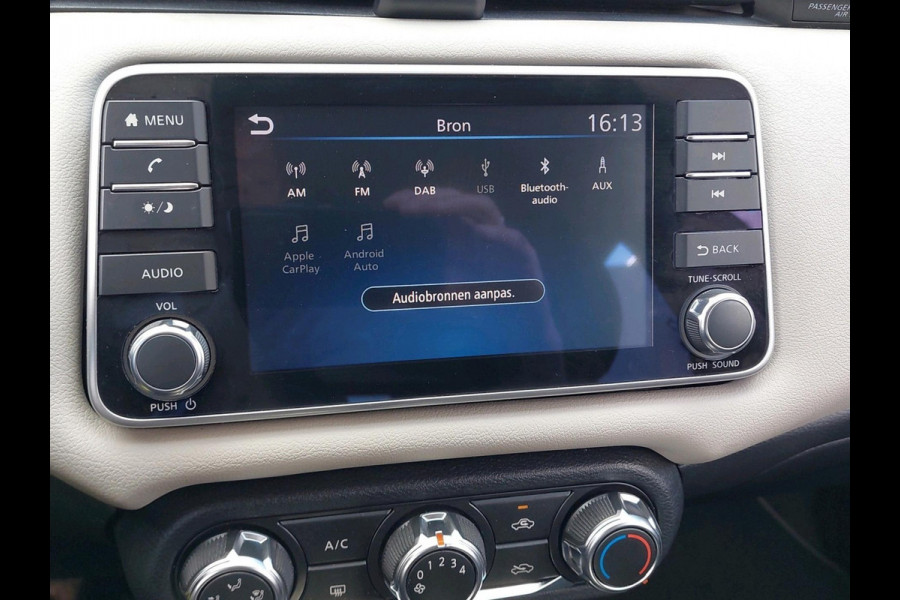 PASSENGER
AIR
MENU
AUDIO
VOL
PUSH
Bron
16:13
AM
FM
DAB
USB
Bluetooth-
audio
AUX
Apple
CarPlay
Android
Auto
Audiobronnen aanpas.
BACK
TUNE·SCROLL
PUSH SOUND
A/C
0 1 2 3 4